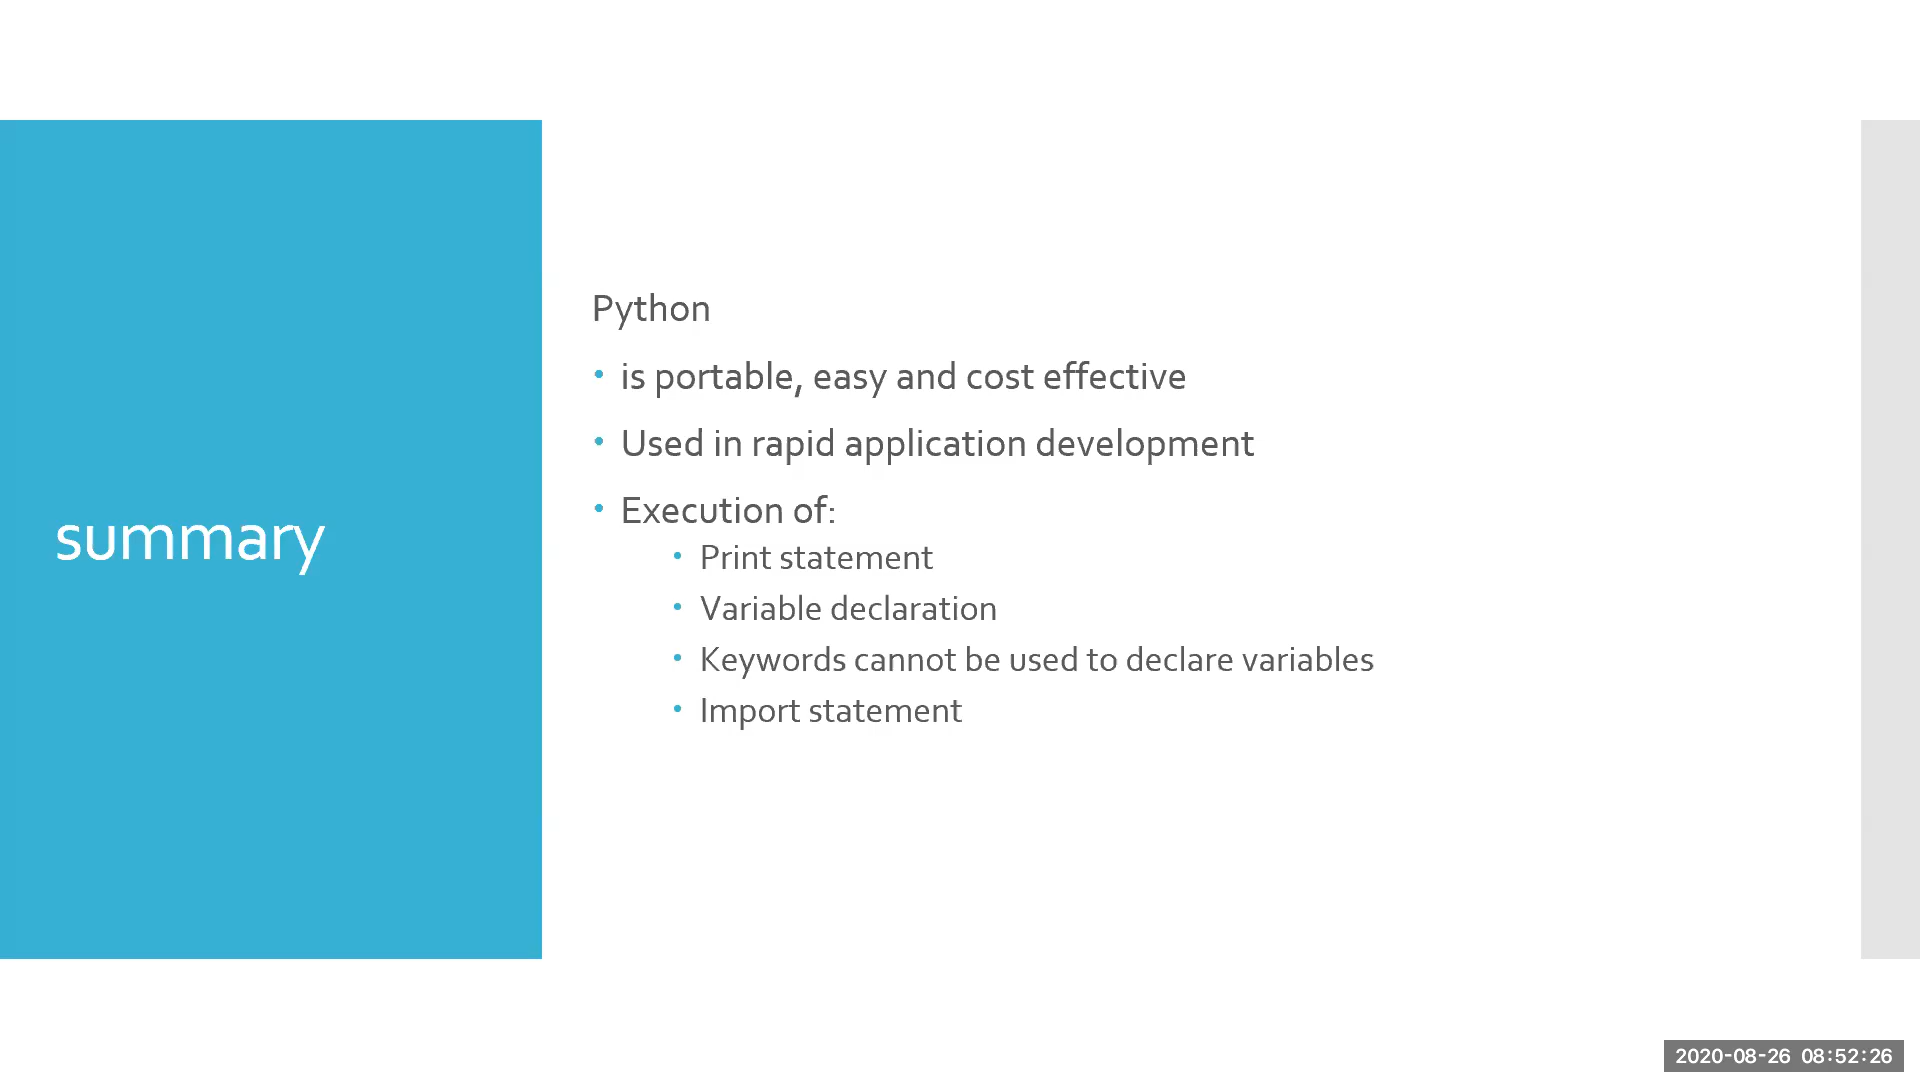 summary
Python
• is portable, easy and cost effective
• Used in rapid application development
• Execution of:
• Print statement
• Variable declaration
• Keywords cannot be used to declare variables
• Import statement
2020-08-26 08:52:26